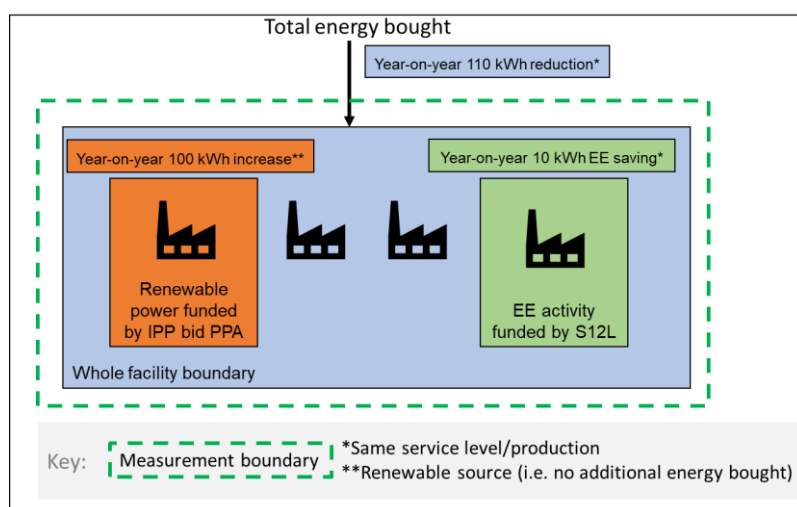 Total energy bought
Year-on-year 110 kWh reduction*
Year-on-year 100 kWh increase**
Year-on-year 10 kWh EE saving*
Renewable
power funded
by IPP bid PPA
EE activity
funded by S12L
Whole facility boundary
Key:
Measurement boundary
*Same service level/production
**Renewable source (i.e. no additional energy bought)